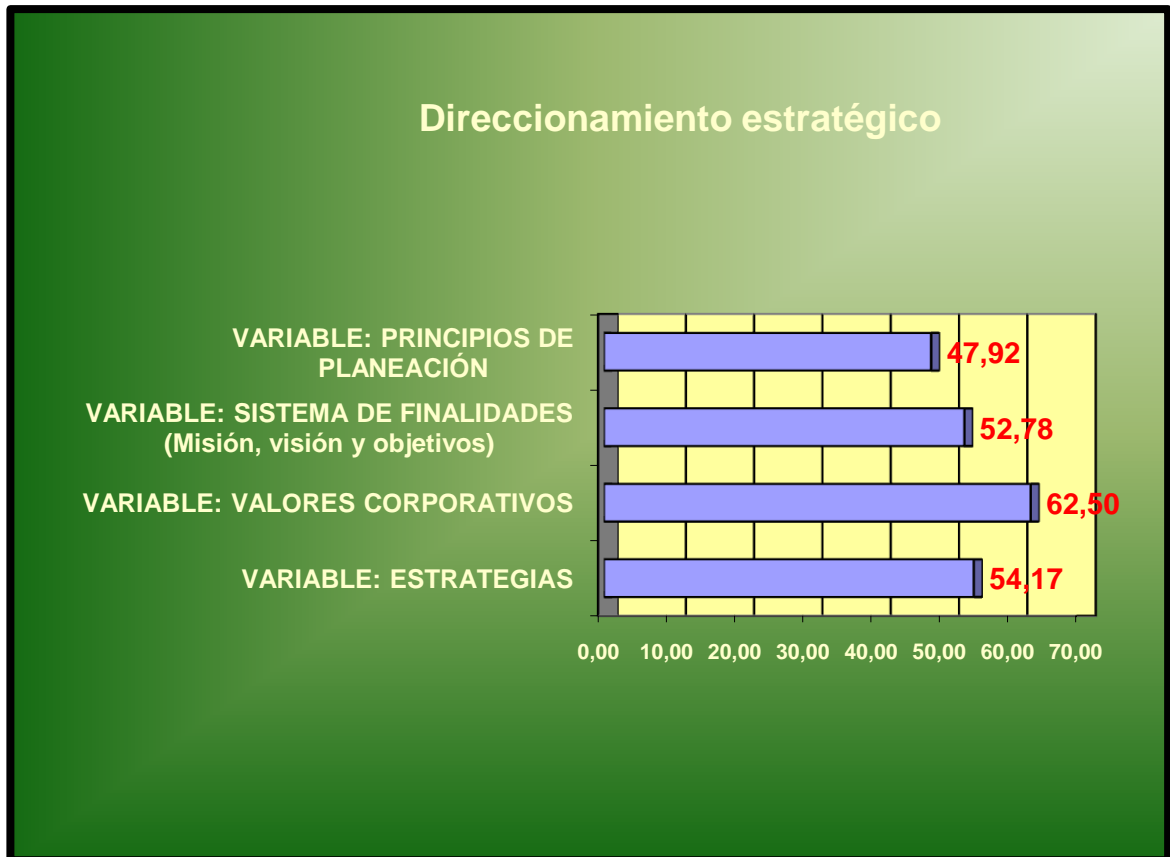 Direccionamiento estratégico
VARIABLE: PRINCIPIOS DE
PLANEACIÓN
47,92
VARIABLE: SISTEMA DE FINALIDADES
(Misión, visión y objetivos)
52,78
VARIABLE: VALORES CORPORATIVOS
62,50
VARIABLE: ESTRATEGIAS
54,17
0,00 10,00 20,00 30,00 40,00 50,00 60,00 70,00